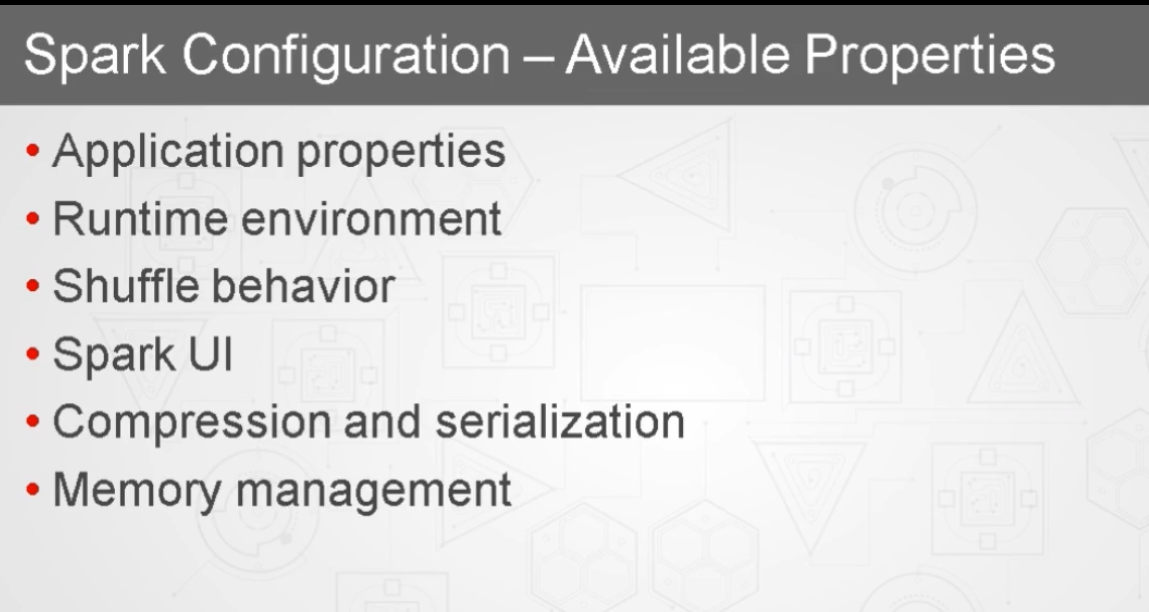 Spark Configuration – Available Properties
• Application properties
• Runtime environment
• Shuffle behavior
• Spark UI
• Compression and serialization
• Memory management